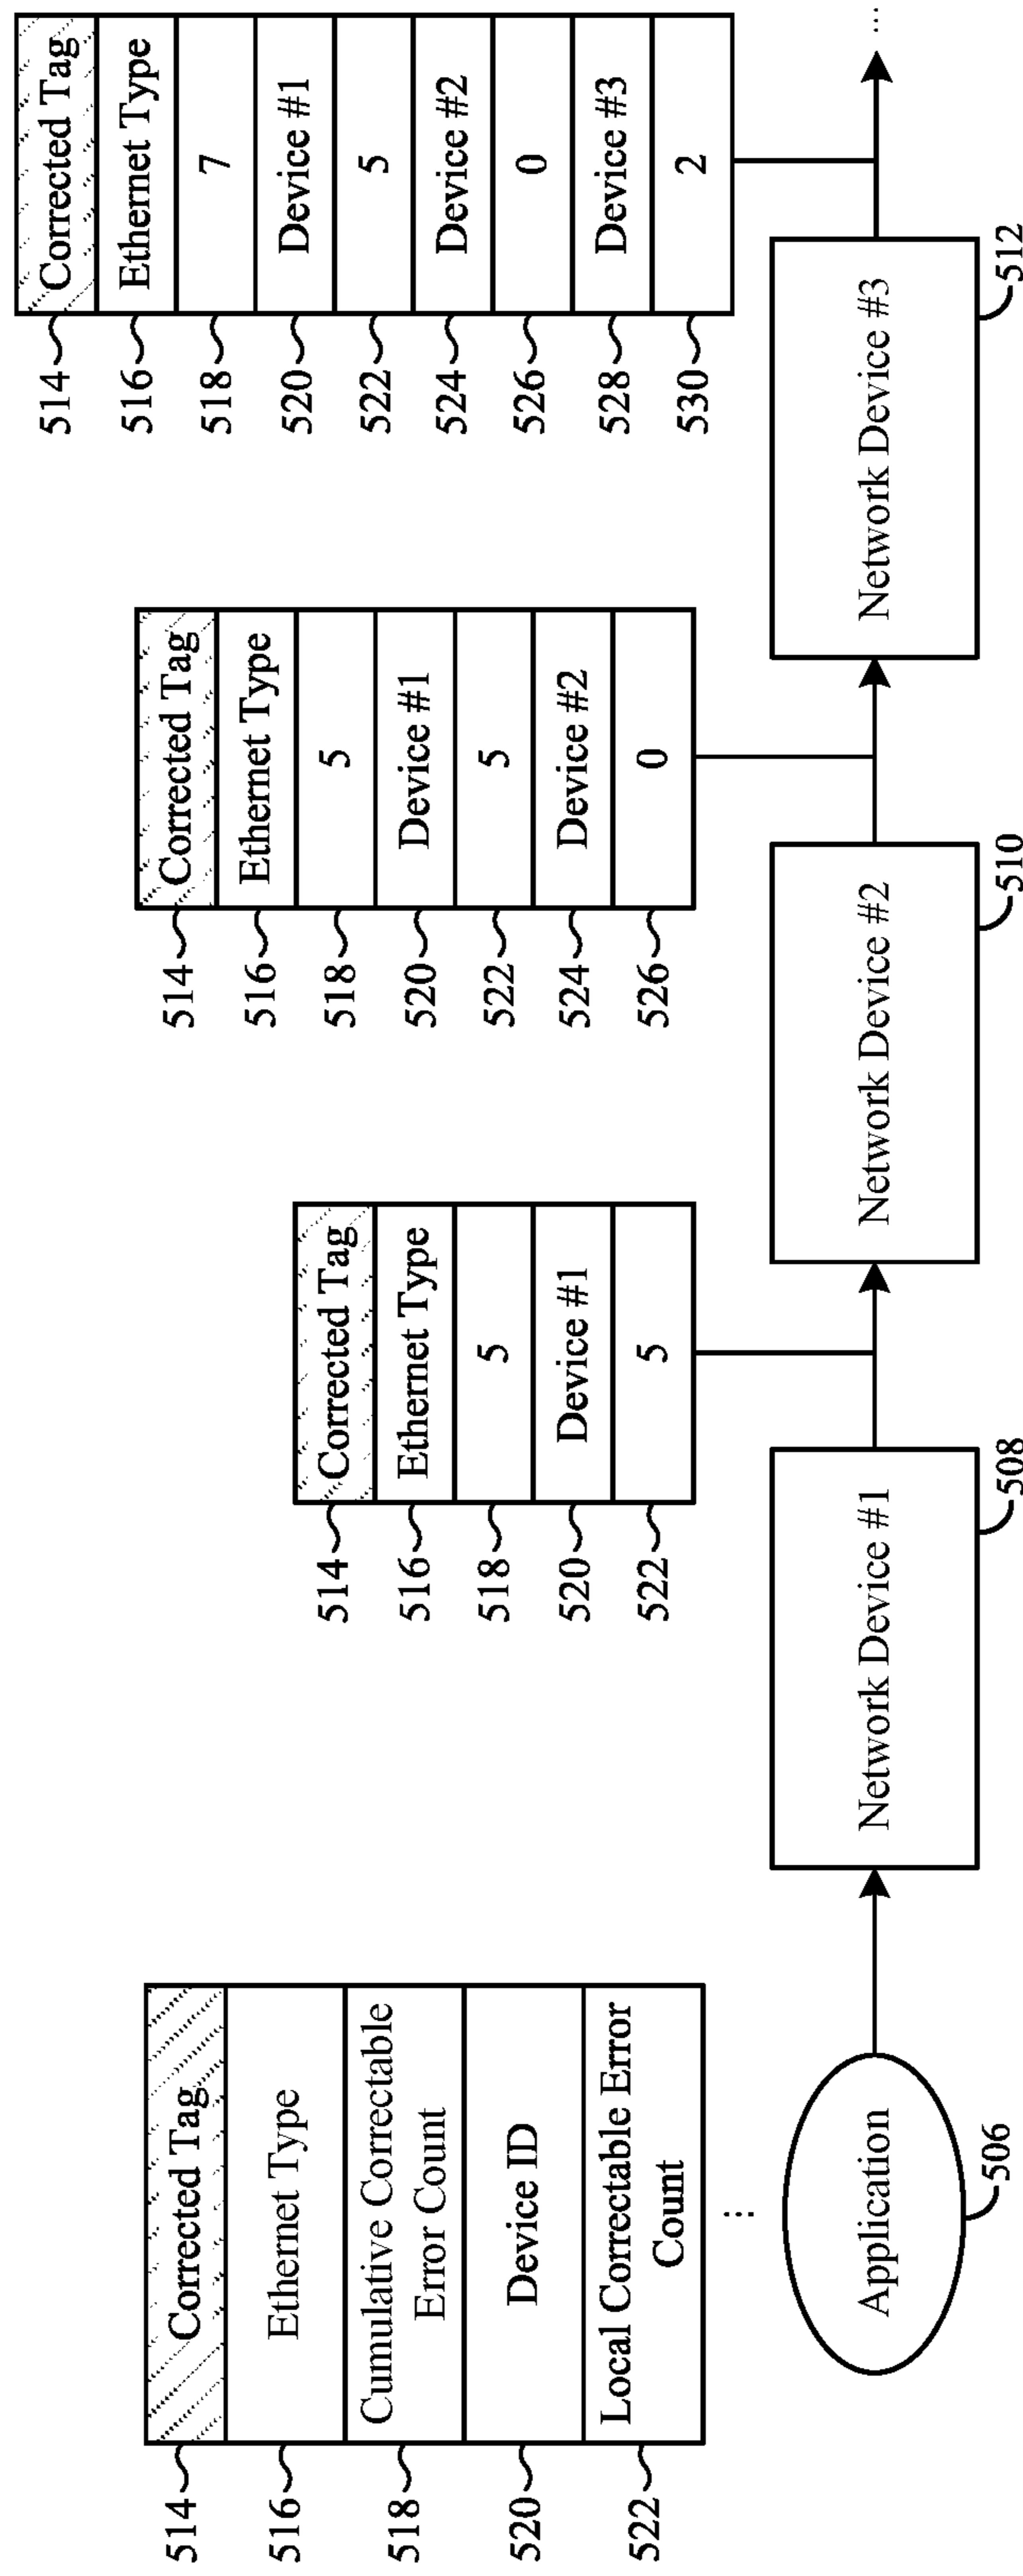 514 Corrected Tag
516 Ethernet Type
518 Cumulative Correctable
Error Count
520 Device ID
522 Local Correctable Error
Count
...
514 Corrected Tag
516 Ethernet Type
518 5
520 Device #1
522 5
514 Corrected Tag
516 Ethernet Type
518 5
520 Device #1
522 5
524 Device #2
526 0
514 Corrected Tag
516 Ethernet Type
518 7
520 Device #1
522 5
524 Device #2
526 0
528 Device #3
530 2
Application
506
Network Device #1
508
Network Device #2
510
Network Device #3
512
...